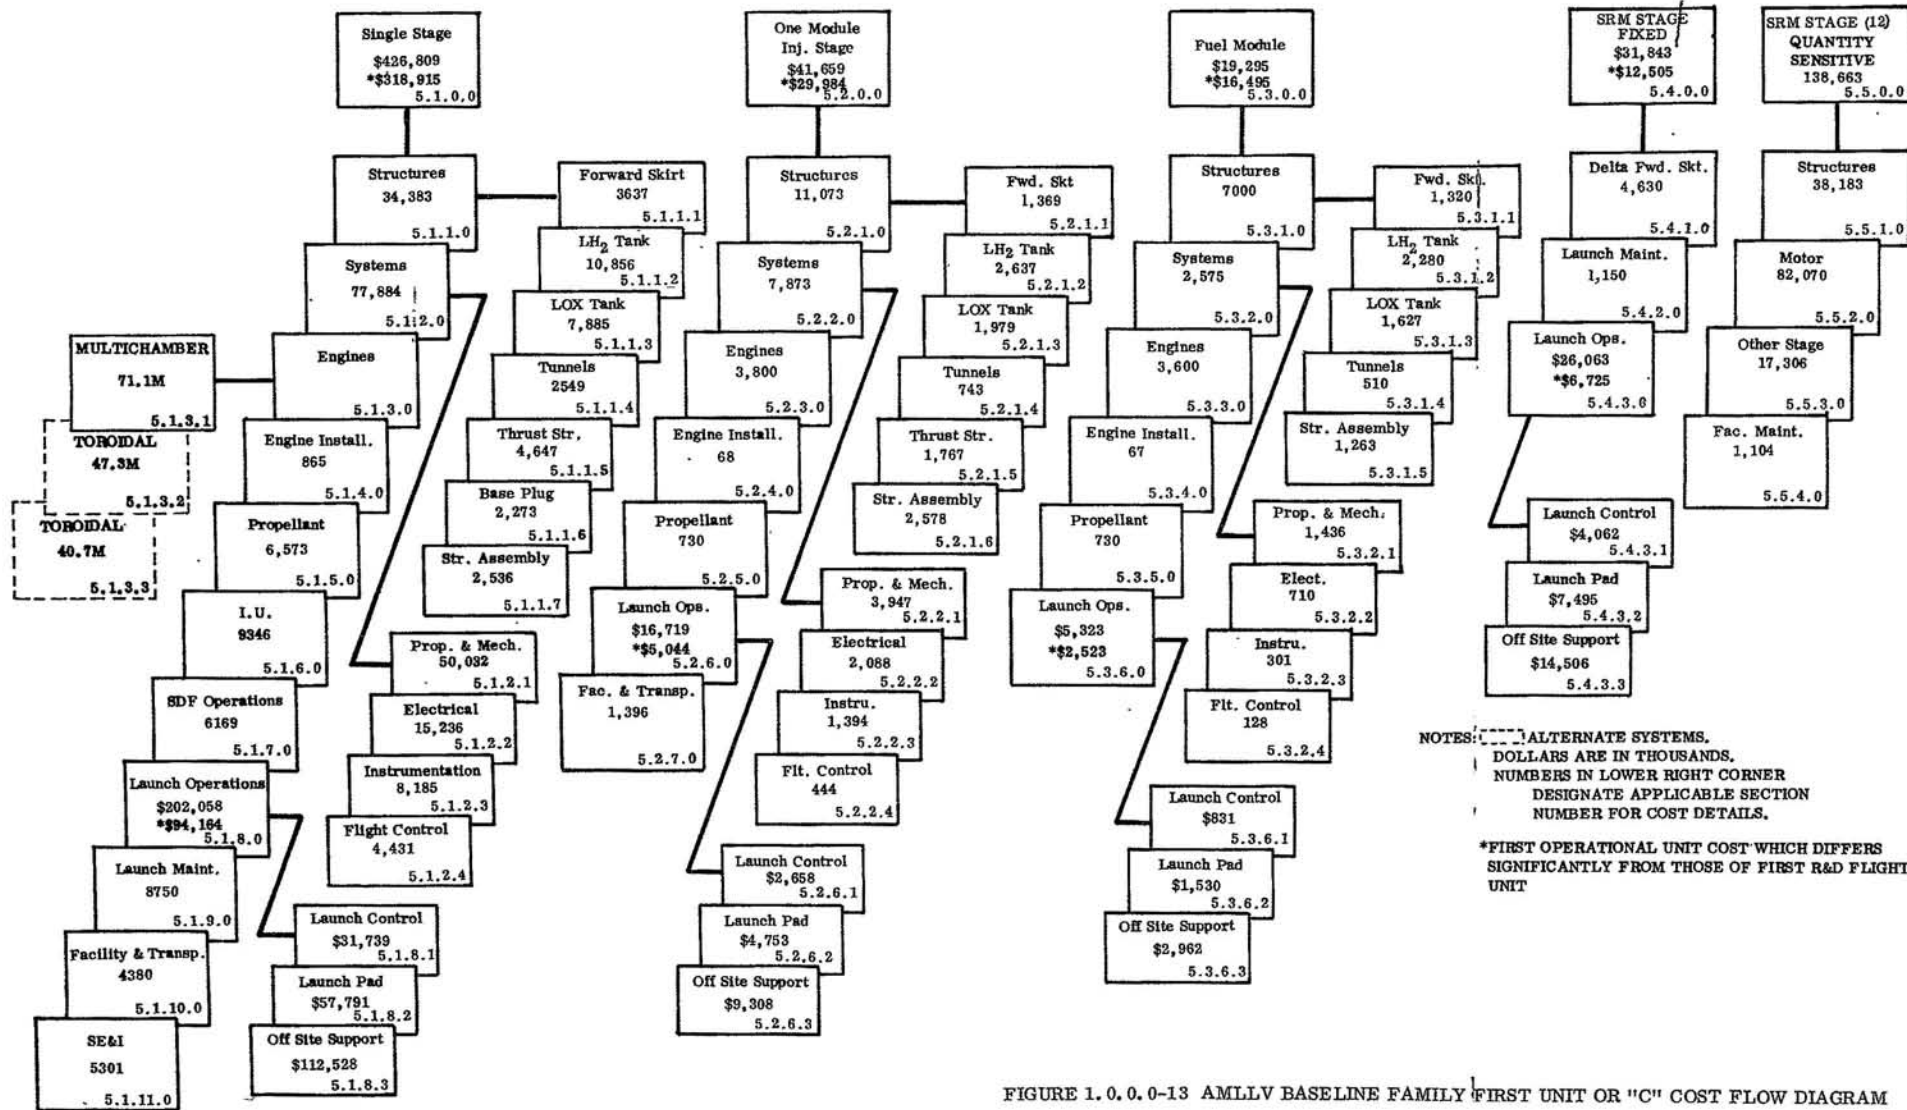 Single Stage
$426,809
*$318,915
5.1.0.0
Structures
34,383
5.1.1.0
Systems
77,884
5.1.2.0
Engines
5.1.3.0
MULTICHAMBER
71.1M
5.1.3.1
TOROIDAL
47.3M
5.1.3.2
TOROIDAL
40.7M
5.1.3.3
Engine Install.
865
5.1.4.0
Propellant
6,573
5.1.5.0
I.U.
9346
5.1.6.0
SDF Operations
6169
5.1.7.0
Launch Operations
$202,058
*$94,164
5.1.8.0
Launch Maint.
8750
5.1.9.0
Facility & Transp.
4380
5.1.10.0
SE&I
5301
5.1.11.0
Forward Skirt
3637
5.1.1.1
LH2 Tank
10,856
5.1.1.2
LOX Tank
7,885
5.1.1.3
Tunnels
2549
5.1.1.4
Thrust Str.
4,647
5.1.1.5
Base Plug
2,273
5.1.1.6
Str. Assembly
2,536
5.1.1.7
Prop. & Mech.
50,032
5.1.2.1
Electrical
15,236
5.1.2.2
Instrumentation
8,185
5.1.2.3
Flight Control
4,431
5.1.2.4
Launch Control
$31,739
5.1.8.1
Launch Pad
$57,791
5.1.8.2
Off Site Support
$112,528
5.1.8.3
One Module
Inj. Stage
$41,659
*$29,984
5.2.0.0
Structures
11,073
5.2.1.0
Systems
7,873
5.2.2.0
Engines
3,800
5.2.3.0
Engine Install.
68
5.2.4.0
Propellant
730
5.2.5.0
Launch Ops.
$16,719
*$5,044
5.2.6.0
Fac. & Transp.
1,396
5.2.7.0
Fwd. Skt
1,369
5.2.1.1
LH2 Tank
2,637
5.2.1.2
LOX Tank
1,979
5.2.1.3
Tunnels
743
5.2.1.4
Thrust Str.
1,767
5.2.1.5
Str. Assembly
2,578
5.2.1.6
Prop. & Mech.
3,947
5.2.2.1
Electrical
2,088
5.2.2.2
Instru.
1,394
5.2.2.3
Flt. Control
444
5.2.2.4
Launch Control
$2,658
5.2.6.1
Launch Pad
$4,753
5.2.6.2
Off Site Support
$9,308
5.2.6.3
Fuel Module
$19,295
*$16,495
5.3.0.0
Structures
7000
5.3.1.0
Systems
2,575
5.3.2.0
Engines
3,600
5.3.3.0
Engine Install.
67
5.3.4.0
Propellant
730
5.3.5.0
Launch Ops.
$5,323
*$2,523
5.3.6.0
Fwd. Skt.
1,320
5.3.1.1
LH2 Tank
2,280
5.3.1.2
LOX Tank
1,627
5.3.1.3
Tunnels
510
5.3.1.4
Str. Assembly
1,263
5.3.1.5
Prop. & Mech.
1,436
5.3.2.1
Elect.
710
5.3.2.2
Instru.
301
5.3.2.3
Flt. Control
128
5.3.2.4
Launch Control
$831
5.3.6.1
Launch Pad
$1,530
5.3.6.2
Off Site Support
$2,962
5.3.6.3
SRM STAGE
FIXED
$31,843
*$12,505
5.4.0.0
Delta Fwd. Skt.
4,630
5.4.1.0
Launch Maint.
1,150
5.4.2.0
Launch Ops.
$26,063
*$6,725
5.4.3.0
Launch Control
$4,062
5.4.3.1
Launch Pad
$7,495
5.4.3.2
Off Site Support
$14,506
5.4.3.3
SRM STAGE (12)
QUANTITY
SENSITIVE
138,663
5.5.0.0
Structures
38,183
5.5.1.0
Motor
82,070
5.5.2.0
Other Stage
17,306
5.5.3.0
Fac. Maint.
1,104
5.5.4.0
NOTES: ALTERNATE SYSTEMS.
DOLLARS ARE IN THOUSANDS.
NUMBERS IN LOWER RIGHT CORNER
DESIGNATE APPLICABLE SECTION
NUMBER FOR COST DETAILS.
*FIRST OPERATIONAL UNIT COST WHICH DIFFERS
SIGNIFICANTLY FROM THOSE OF FIRST R&D FLIGHT
UNIT
FIGURE 1.0.0.0-13 AMLLV BASELINE FAMILY FIRST UNIT OR "C" COST FLOW DIAGRAM